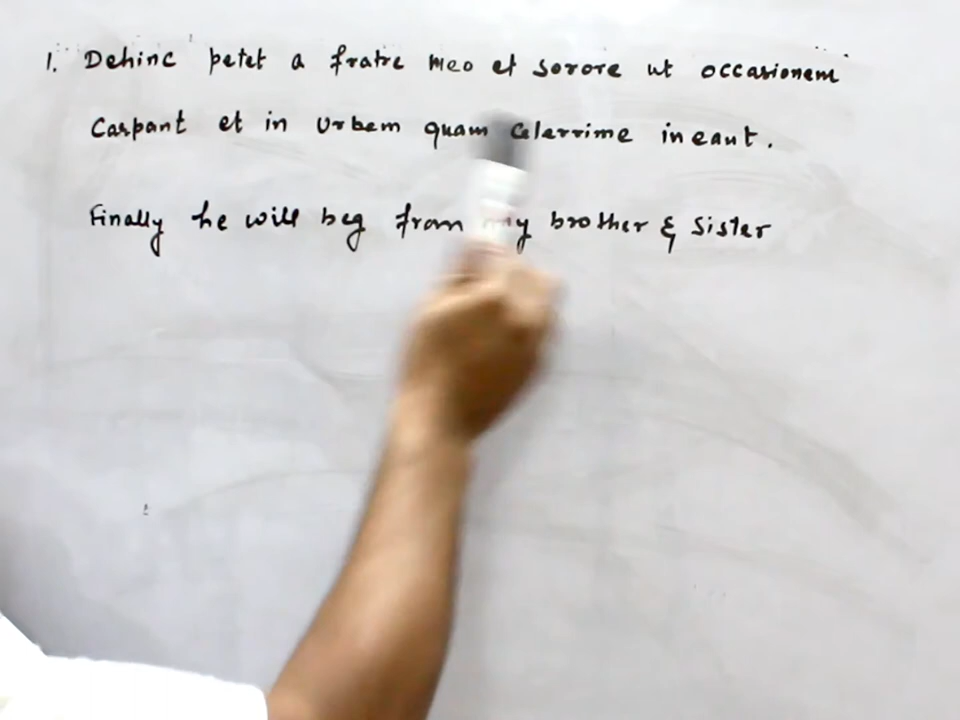 1. Dehinc petet a fratre meo et sorore ut occasionem
Carpant et in Urbem quam Celerrime ineant.
Finally he will beg from my brother & sister